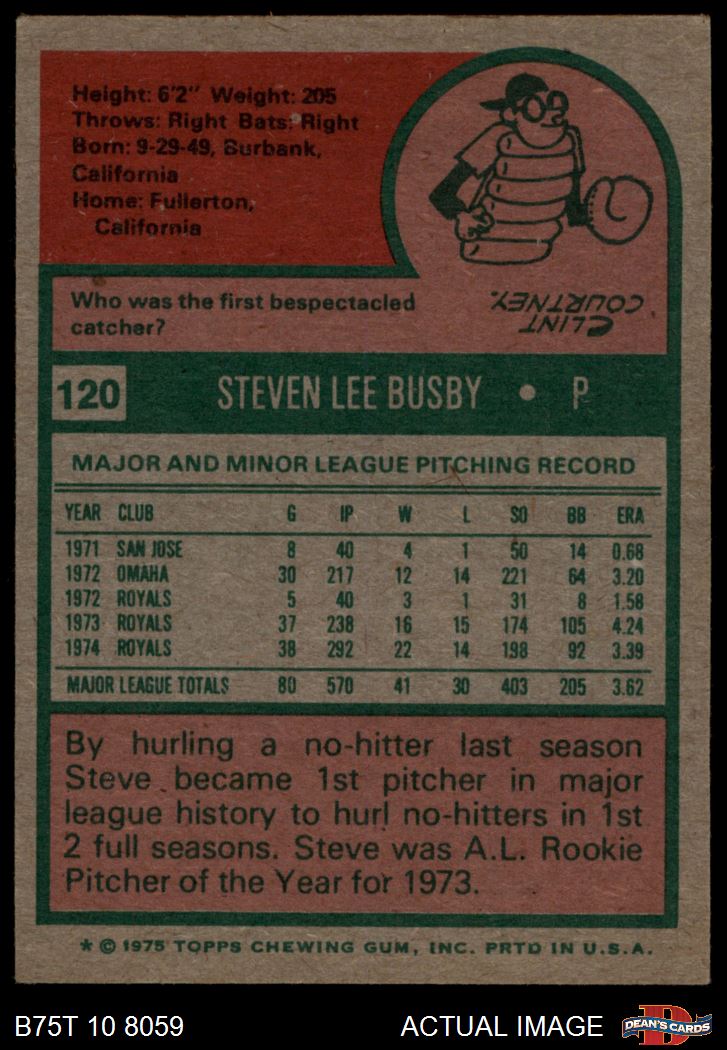 Height: 6'2" Weight: 205
Throws: Right Bats: Right
Born: 9-29-49, Burbank,
California
Home: Fullerton,
California
Who was the first bespectacled
catcher?
CLINT
COURTNEY.
120 STEVEN LEE BUSBY • P
MAJOR AND MINOR LEAGUE PITCHING RECORD
YEAR CLUB G IP W L SO BB ERA
1971 SAN JOSE 8 40 4 1 50 14 0.68
1972 OMAHA 30 217 12 14 221 64 3.20
1972 ROYALS 5 40 3 1 31 8 1.58
1973 ROYALS 37 238 16 15 174 105 4.24
1974 ROYALS 38 292 22 14 198 92 3.39
MAJOR LEAGUE TOTALS 80 570 41 30 403 205 3.62
By hurling a no-hitter last season
Steve became 1st pitcher in major
league history to hurl no-hitters in 1st
2 full seasons. Steve was A.L. Rookie
Pitcher of the Year for 1973.
* © 1975 TOPPS CHEWING GUM, INC. PRTD IN U.S.A.
B75T 10 8059 ACTUAL IMAGE D DEAN'S CARDS